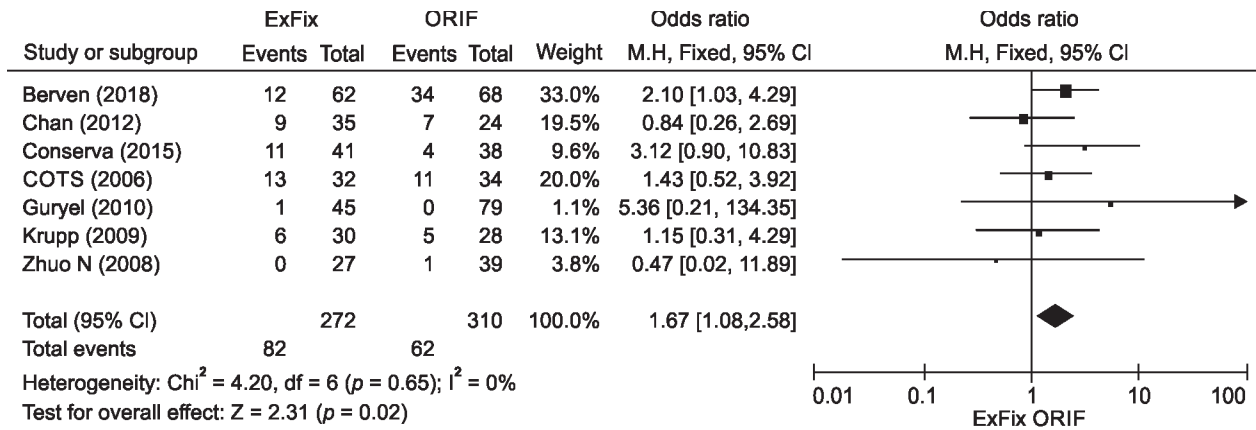 ExFix ORIF Odds ratio Odds ratio
Study or subgroup Events Total Events Total Weight M.H, Fixed, 95% CI M.H, Fixed, 95% CI
Berven (2018) 12 62 34 68 33.0% 2.10 [1.03, 4.29]
Chan (2012) 9 35 7 24 19.5% 0.84 [0.26, 2.69]
Conserva (2015) 11 41 4 38 9.6% 3.12 [0.90, 10.83]
COTS (2006) 13 32 11 34 20.0% 1.43 [0.52, 3.92]
Guryel (2010) 1 45 0 79 1.1% 5.36 [0.21, 134.35]
Krupp (2009) 6 30 5 28 13.1% 1.15 [0.31, 4.29]
Zhuo N (2008) 0 27 1 39 3.8% 0.47 [0.02, 11.89]
Total (95% CI) 272 310 100.0% 1.67 [1.08,2.58]
Total events 82 62
Heterogeneity: Chi² = 4.20, df = 6 (p = 0.65); I² = 0%
Test for overall effect: Z = 2.31 (p = 0.02)
0.01 0.1 1 10 100
ExFix ORIF